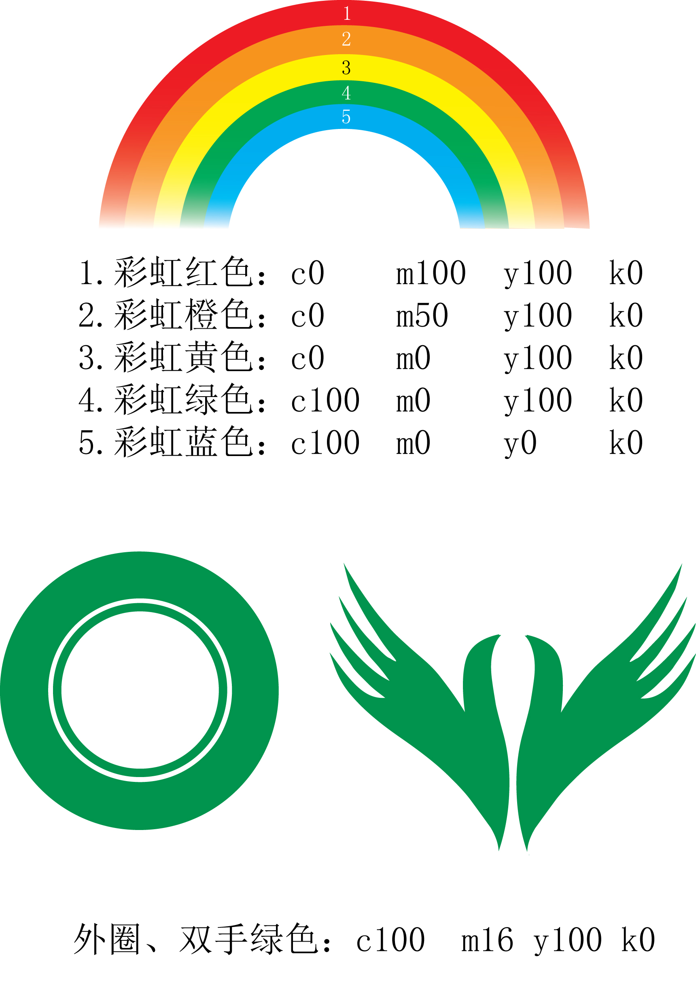 1
2
3
4
5
1.彩虹红色：c0 m100 y100 k0
2.彩虹橙色：c0 m50 y100 k0
3.彩虹黄色：c0 m0 y100 k0
4.彩虹绿色：c100 m0 y100 k0
5.彩虹蓝色：c100 m0 y0 k0
外圈、双手绿色：c100 m16 y100 k0